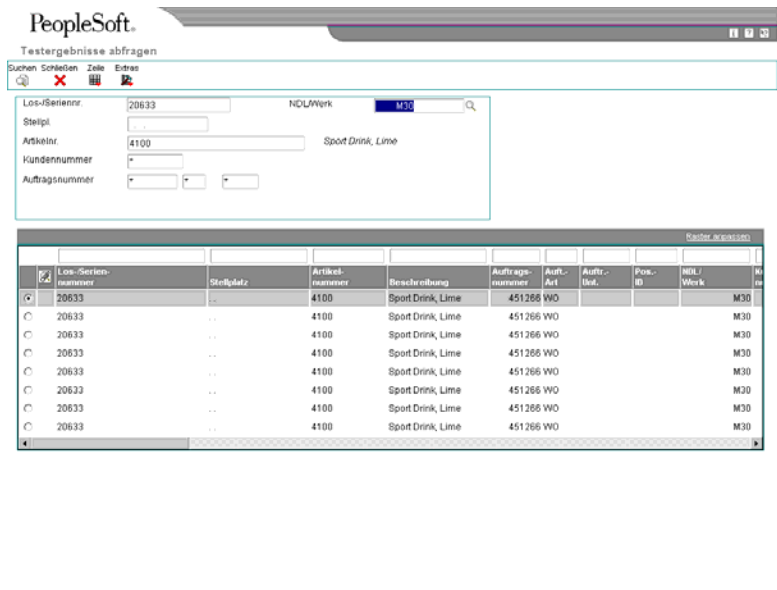 PeopleSoft.
Testergebnisse abfragen
Suchen Schließen Zeile Extras
Los-/Seriennr. 20633 NDL/Werk M30
Stellpl. . .
Artikelnr. 4100 Sport Drink, Lime
Kundennummer *
Auftragsnummer * * *
Raster anpassen
Los-/Serien-nummer Stellplatz Artikel-nummer Beschreibung Auftrags-nummer Auft.-Art Auftr.-Unt. Pos.-ID NDL/Werk
20633 . . 4100 Sport Drink, Lime 451266 WO M30
20633 . . 4100 Sport Drink, Lime 451266 WO M30
20633 . . 4100 Sport Drink, Lime 451266 WO M30
20633 . . 4100 Sport Drink, Lime 451266 WO M30
20633 . . 4100 Sport Drink, Lime 451266 WO M30
20633 . . 4100 Sport Drink, Lime 451266 WO M30
20633 . . 4100 Sport Drink, Lime 451266 WO M30
20633 . . 4100 Sport Drink, Lime 451266 WO M30